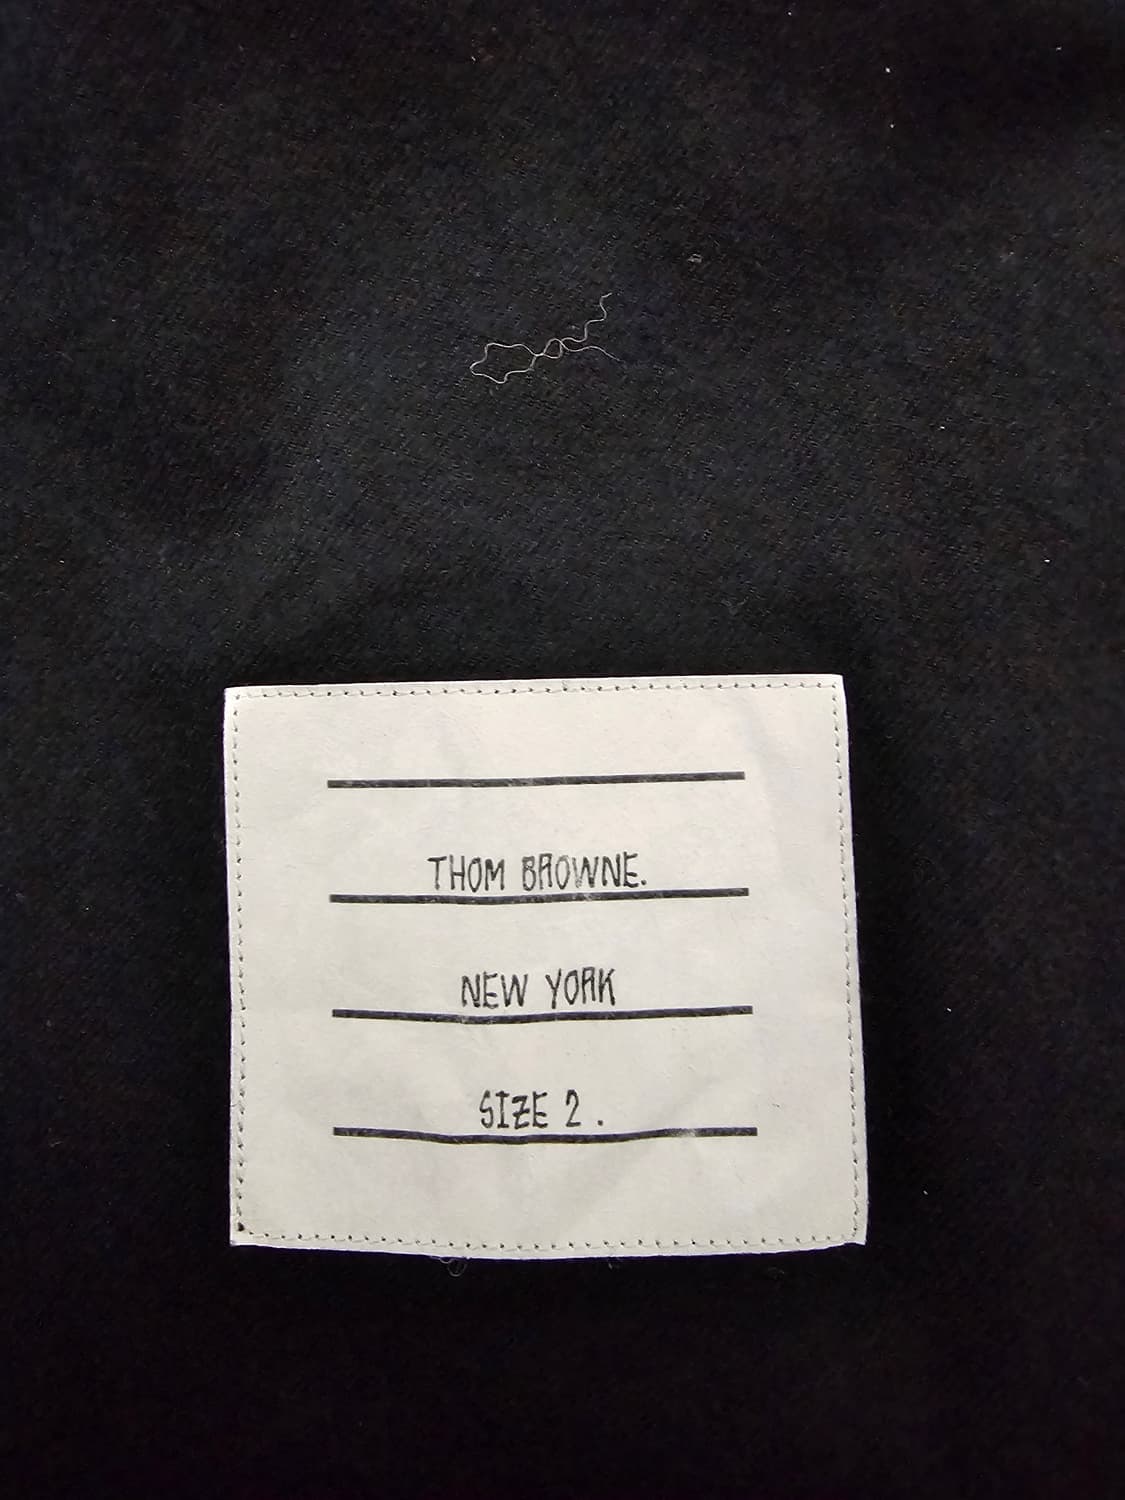 THOM BROWNE.
NEW YORK
SIZE 2 .